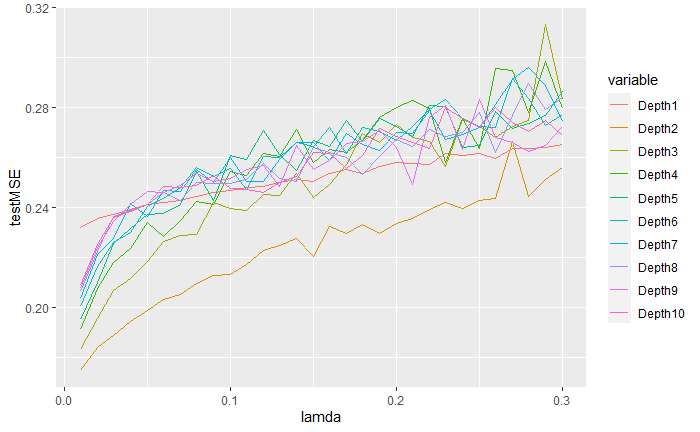 0.32
0.28
0.24
0.20
testMSE
0.0
0.1
0.2
0.3
lamda
variable
Depth1
Depth2
Depth3
Depth4
Depth5
Depth6
Depth7
Depth8
Depth9
Depth10